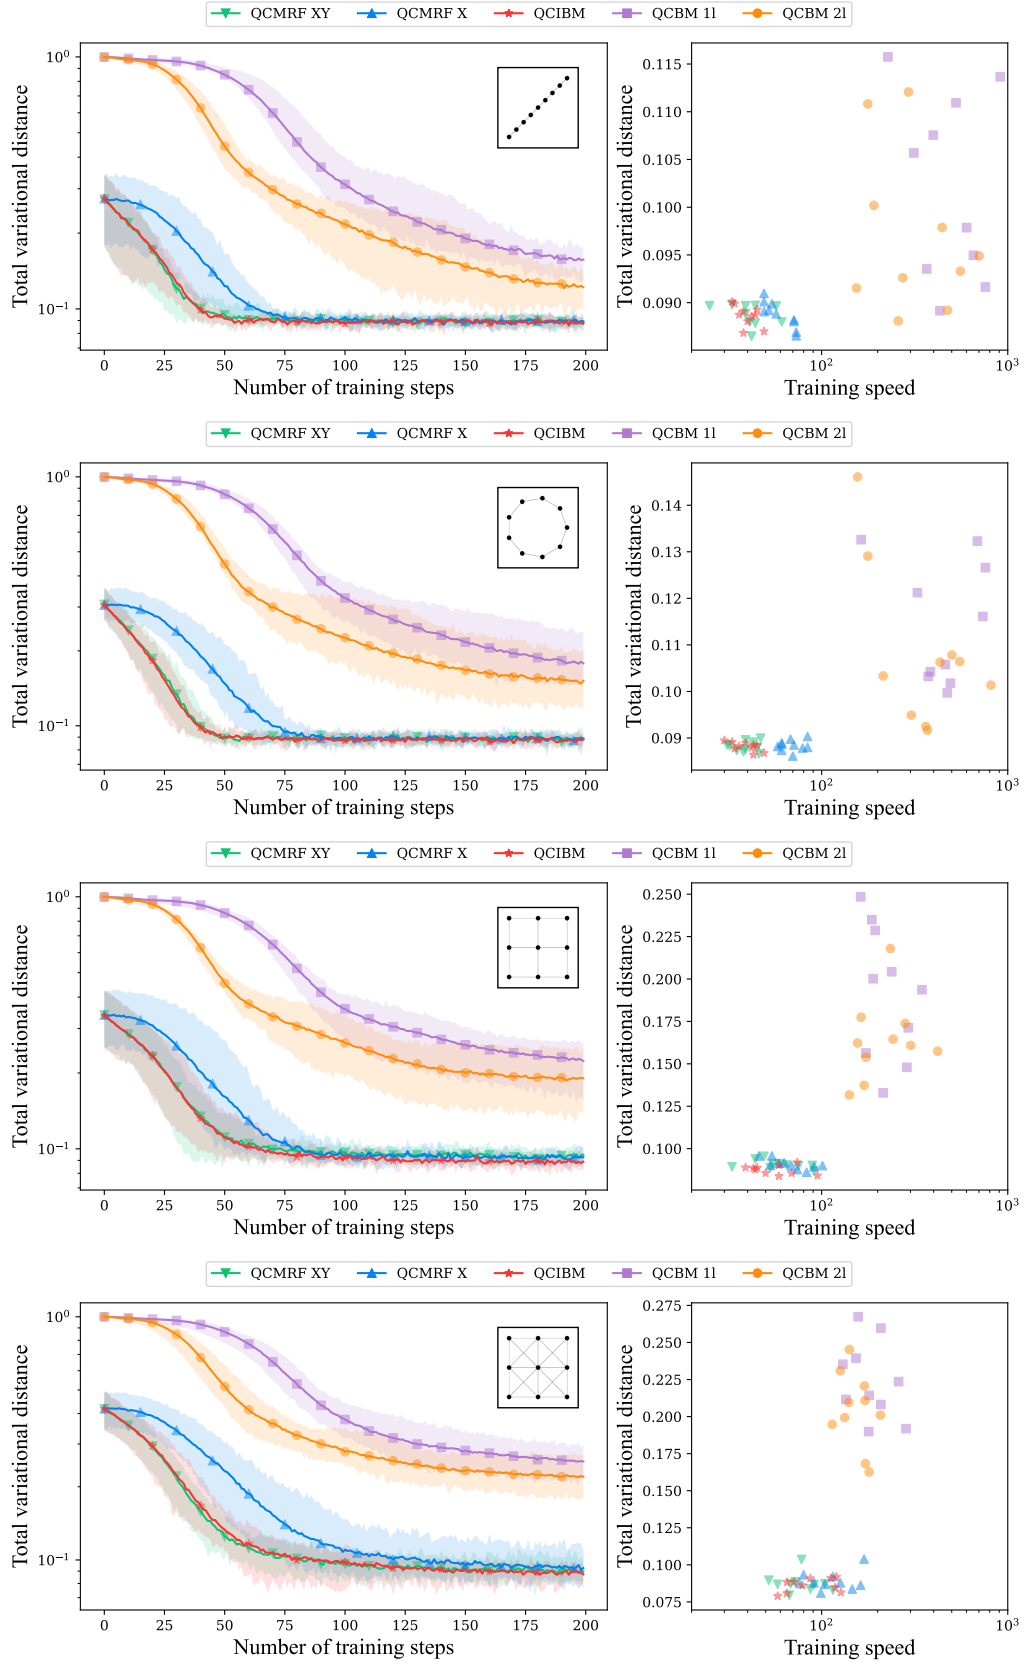 QCMRF XY QCMRF X QCIBM QCBM 1l QCBM 2l
Total variational distance
10^0
10^-1
0 25 50 75 100 125 150 175 200
Number of training steps
Total variational distance
0.115
0.110
0.105
0.100
0.095
0.090
10^2 10^3
Training speed
QCMRF XY QCMRF X QCIBM QCBM 1l QCBM 2l
Total variational distance
10^0
10^-1
0 25 50 75 100 125 150 175 200
Number of training steps
Total variational distance
0.14
0.13
0.12
0.11
0.10
0.09
10^2 10^3
Training speed
QCMRF XY QCMRF X QCIBM QCBM 1l QCBM 2l
Total variational distance
10^0
10^-1
0 25 50 75 100 125 150 175 200
Number of training steps
Total variational distance
0.250
0.225
0.200
0.175
0.150
0.125
0.100
10^2 10^3
Training speed
QCMRF XY QCMRF X QCIBM QCBM 1l QCBM 2l
Total variational distance
10^0
10^-1
0 25 50 75 100 125 150 175 200
Number of training steps
Total variational distance
0.275
0.250
0.225
0.200
0.175
0.150
0.125
0.100
0.075
10^2 10^3
Training speed